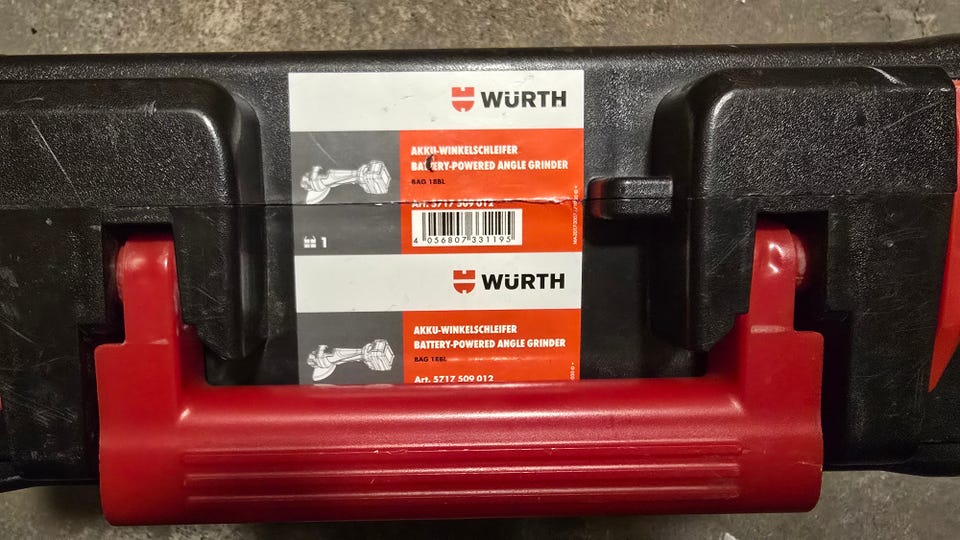 WÜRTH
AKKU-WINKELSCHLEIFER
BATTERY-POWERED ANGLE GRINDER
BAG 18BL
Art. 5717 509 012
4 056807 331195
1
WÜRTH
AKKU-WINKELSCHLEIFER
BATTERY-POWERED ANGLE GRINDER
BAG 18BL
Art. 5717 509 012